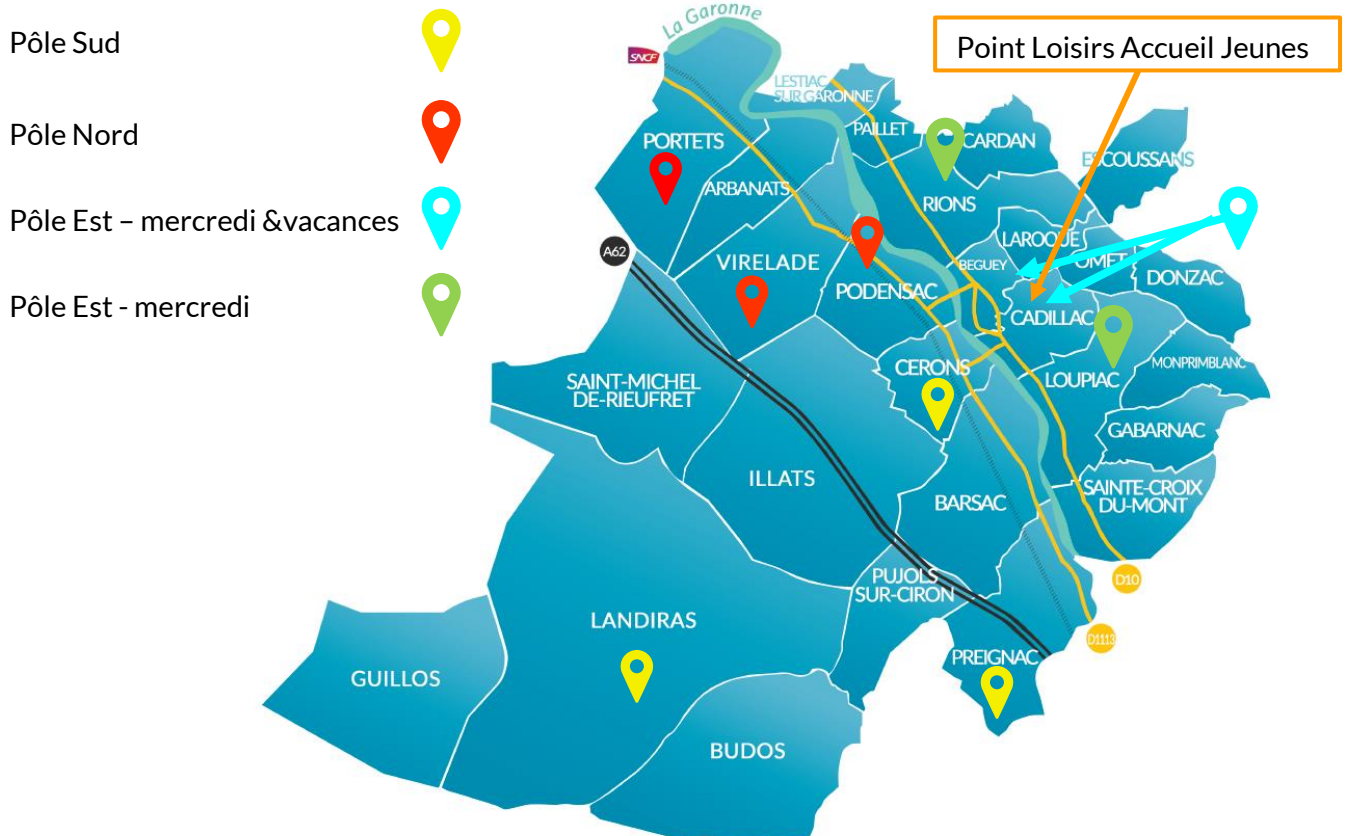 Pôle Sud
Pôle Nord
Pôle Est – mercredi &vacances
Pôle Est - mercredi
La Garonne
Point Loisirs Accueil Jeunes
SNCF
LESTIAC
SUR GARONNE
PAILLET
CARDAN
ESCOUSSANS
PORTETS
ARBANATS
RIONS
LAROQUE
OMET
DONZAC
A62
VIRELADE
BEGUEY
PODENSAC
CADILLAC
CERONS
LOUPIAC
MONPRIMBLANC
SAINT-MICHEL
DE-RIEUFRET
GABARNAC
ILLATS
BARSAC
SAINTE-CROIX
DU-MONT
PUJOLS
SUR-CIRON
D10
LANDIRAS
D1113
PREIGNAC
GUILLOS
BUDOS